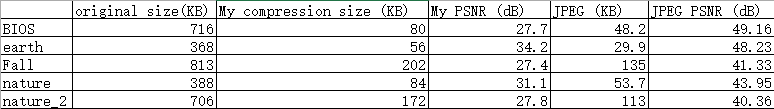 original size(KB) My compression size (KB) My PSNR (dB) JPEG (KB) JPEG PSNR (dB)
BIOS 716 80 27.7 48.2 49.16
earth 368 56 34.2 29.9 48.23
Fall 813 202 27.4 135 41.33
nature 388 84 31.1 53.7 43.95
nature_2 706 172 27.8 113 40.36